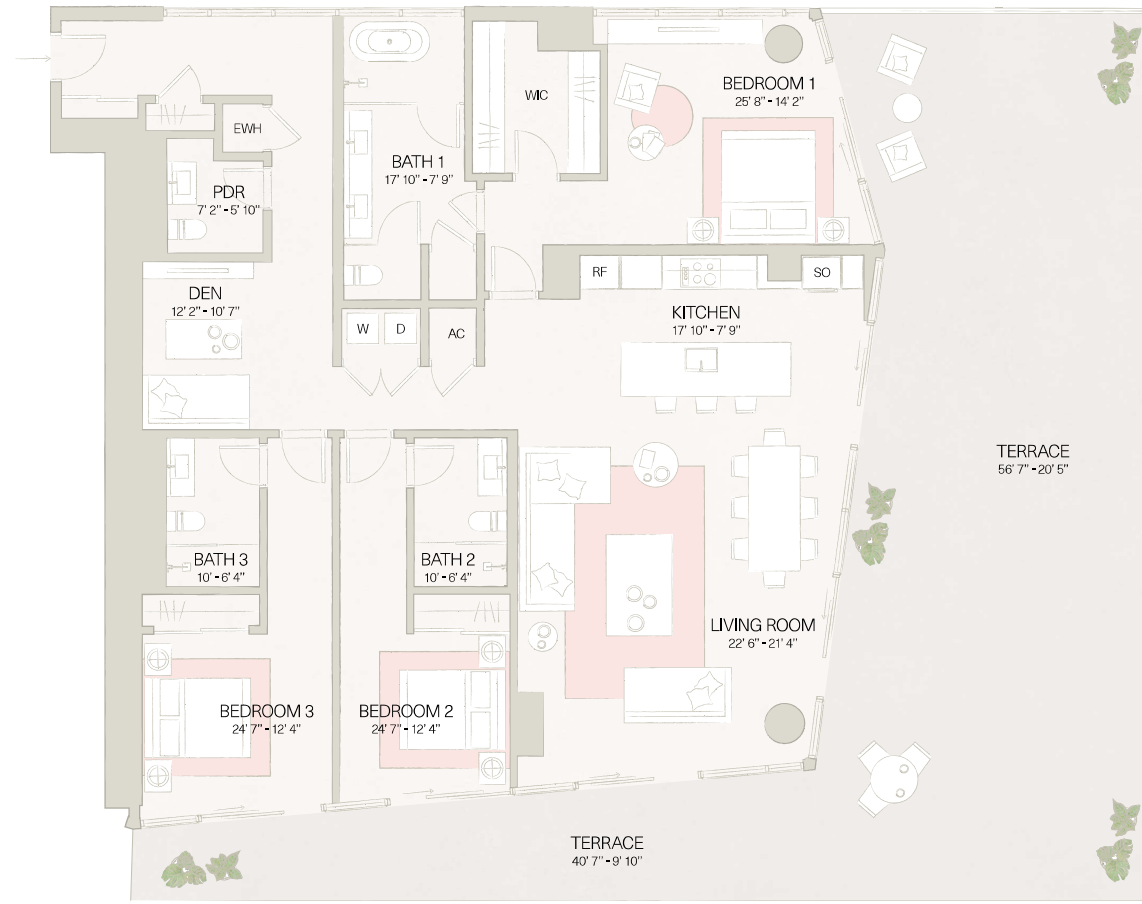 BEDROOM 1
25' 8" - 14' 2"
WIC
EWH
BATH 1
17' 10" - 7' 9"
PDR
7' 2" - 5' 10"
DEN
12' 2" - 10' 7"
RF
SO
KITCHEN
17' 10" - 7' 9"
W
D
AC
TERRACE
56' 7" - 20' 5"
BATH 3
10' - 6' 4"
BATH 2
10' - 6' 4"
LIVING ROOM
22' 6" - 21' 4"
BEDROOM 3
24' 7" - 12' 4"
BEDROOM 2
24' 7" - 12' 4"
TERRACE
40' 7" - 9' 10"